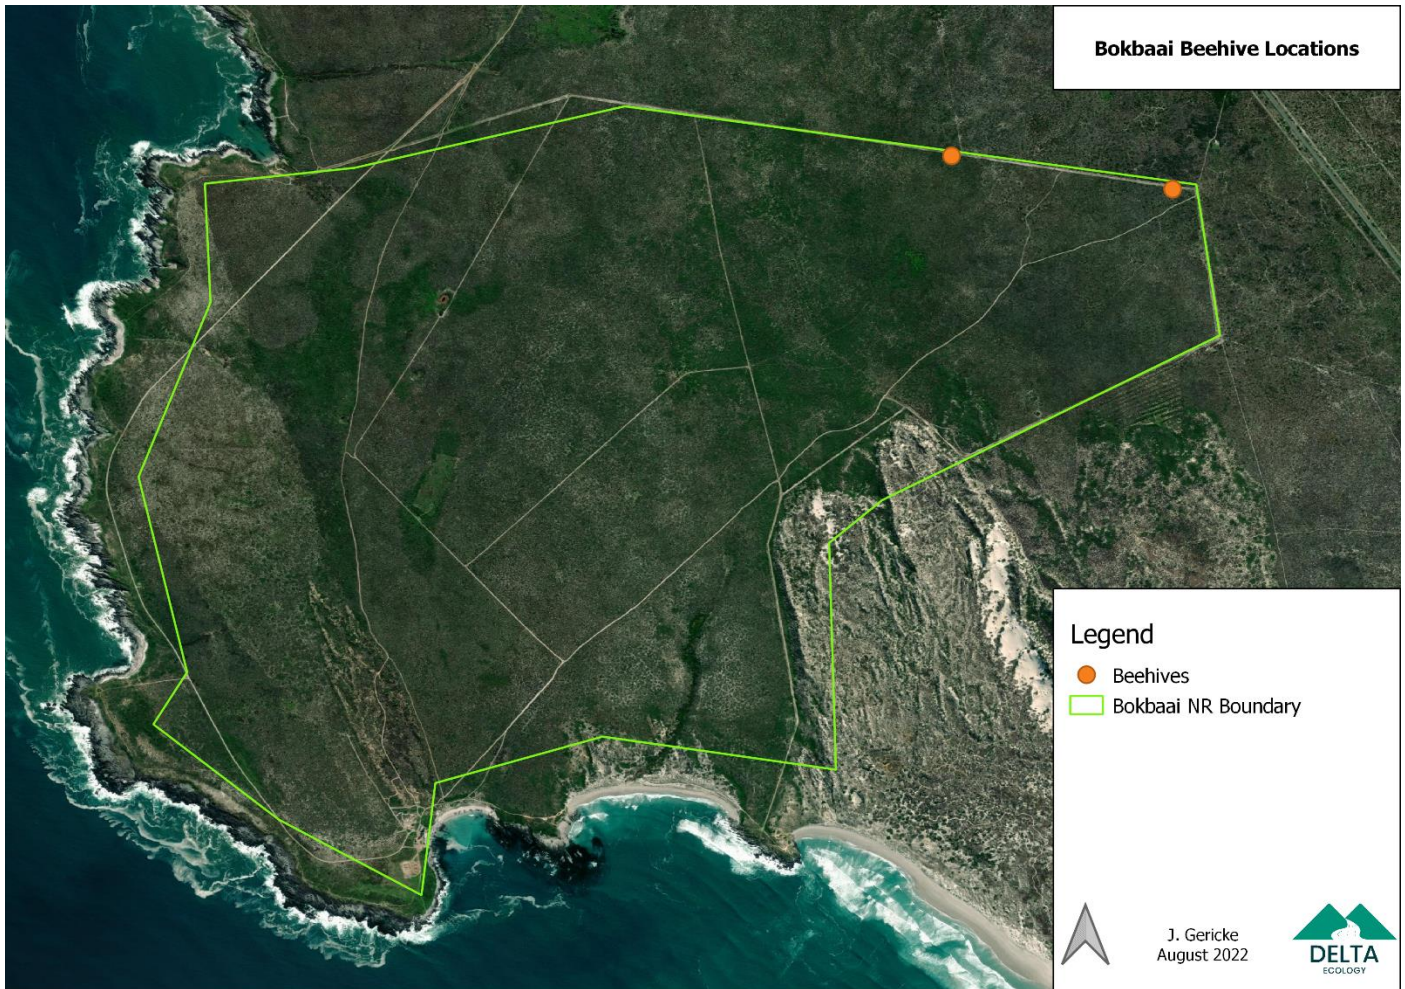 Bokbaai Beehive Locations
Legend
Beehives
Bokbaai NR Boundary
J. Gericke
August 2022
DELTA
ECOLOGY